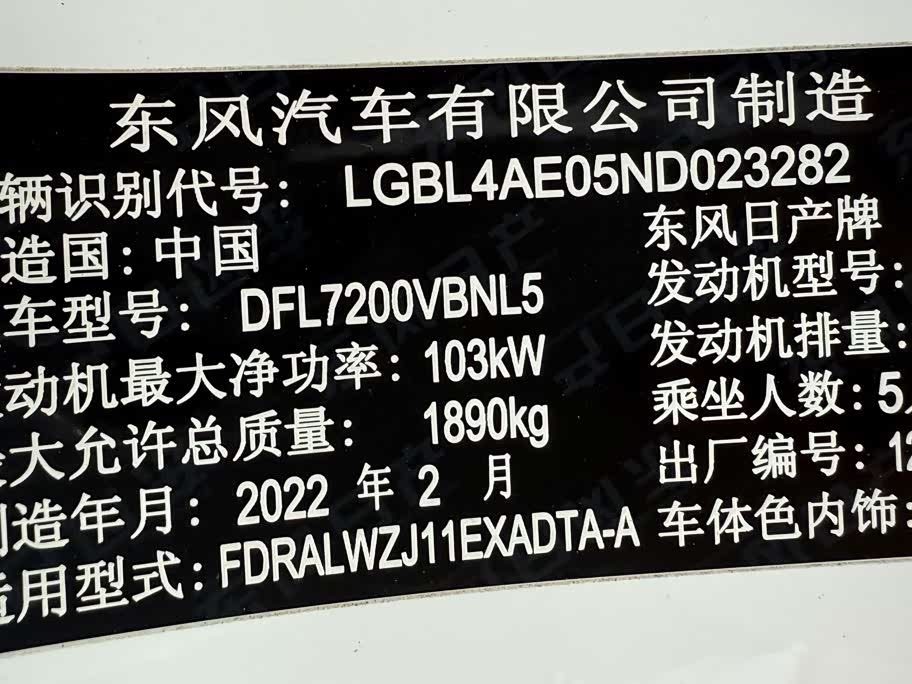 东风汽车有限公司制造
辆识别代号：LGBL4AE05ND023282
造国：中国 东风日产牌
车型号：DFL7200VBNL5 发动机型号：
动机最大净功率：103kW 发动机排量：
大允许总质量：1890kg 乘坐人数：5
造年月：2022 年 2 月 出厂编号：12
用型式：FDRALWZJ11EXADTA-A 车体色内饰：